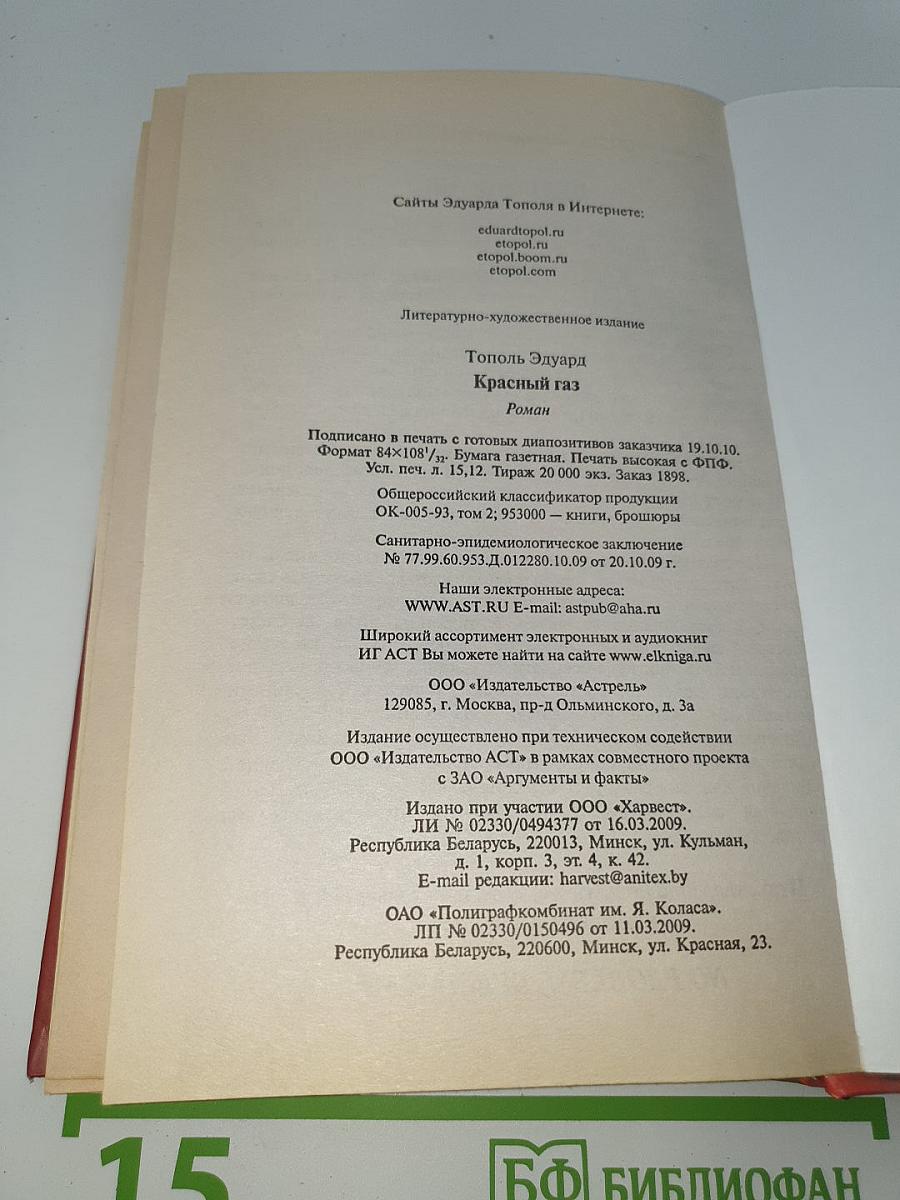 Сайты Эдуарда Тополя в Интернете:
eduardtopol.ru
etopol.ru
etopol.boom.ru
etopol.com
Литературно-художественное издание
Тополь Эдуард
Красный газ
Роман
Подписано в печать с готовых диапозитивов заказчика 19.10.10.
Формат 84×108¹/₃₂. Бумага газетная. Печать высокая с ФПФ.
Усл. печ. л. 15,12. Тираж 20 000 экз. Заказ 1898.
Общероссийский классификатор продукции
ОК-005-93, том 2; 953000 — книги, брошюры
Санитарно-эпидемиологическое заключение
№ 77.99.60.953.Д.012280.10.09 от 20.10.09 г.
Наши электронные адреса:
WWW.AST.RU E-mail: astpub@aha.ru
Широкий ассортимент электронных и аудиокниг
ИГ АСТ Вы можете найти на сайте www.elkniga.ru
ООО «Издательство «Астрель»
129085, г. Москва, пр-д Ольминского, д. 3а
Издание осуществлено при техническом содействии
ООО «Издательство АСТ» в рамках совместного проекта
с ЗАО «Аргументы и факты»
Издано при участии ООО «Харвест».
ЛИ № 02330/0494377 от 16.03.2009.
Республика Беларусь, 220013, Минск, ул. Кульман,
д. 1, корп. 3, эт. 4, к. 42.
E-mail редакции: harvest@anitex.by
ОАО «Полиграфкомбинат им. Я. Коласа».
ЛП № 02330/0150496 от 11.03.2009.
Республика Беларусь, 220600, Минск, ул. Красная, 23.
15
БФ БИБЛИОФАН